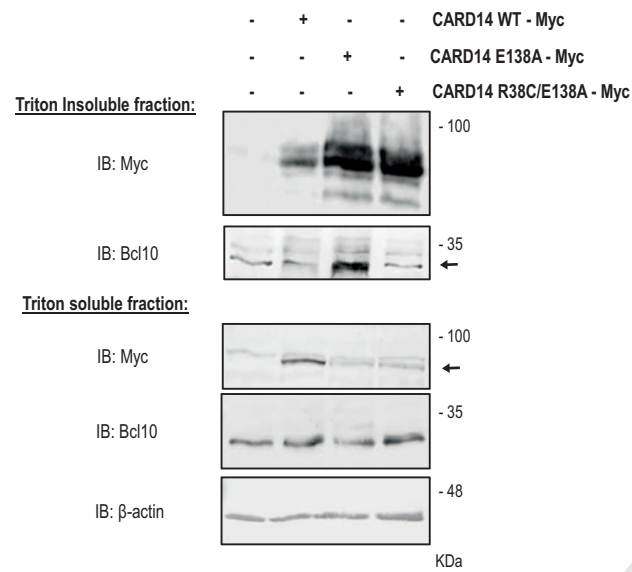 - + - - CARD14 WT - Myc
- - + - CARD14 E138A - Myc
- - - + CARD14 R38C/E138A - Myc
Triton Insoluble fraction:
- 100
IB: Myc
- 35
IB: Bcl10
Triton soluble fraction:
- 100
IB: Myc
- 35
IB: Bcl10
- 48
IB: β-actin
KDa